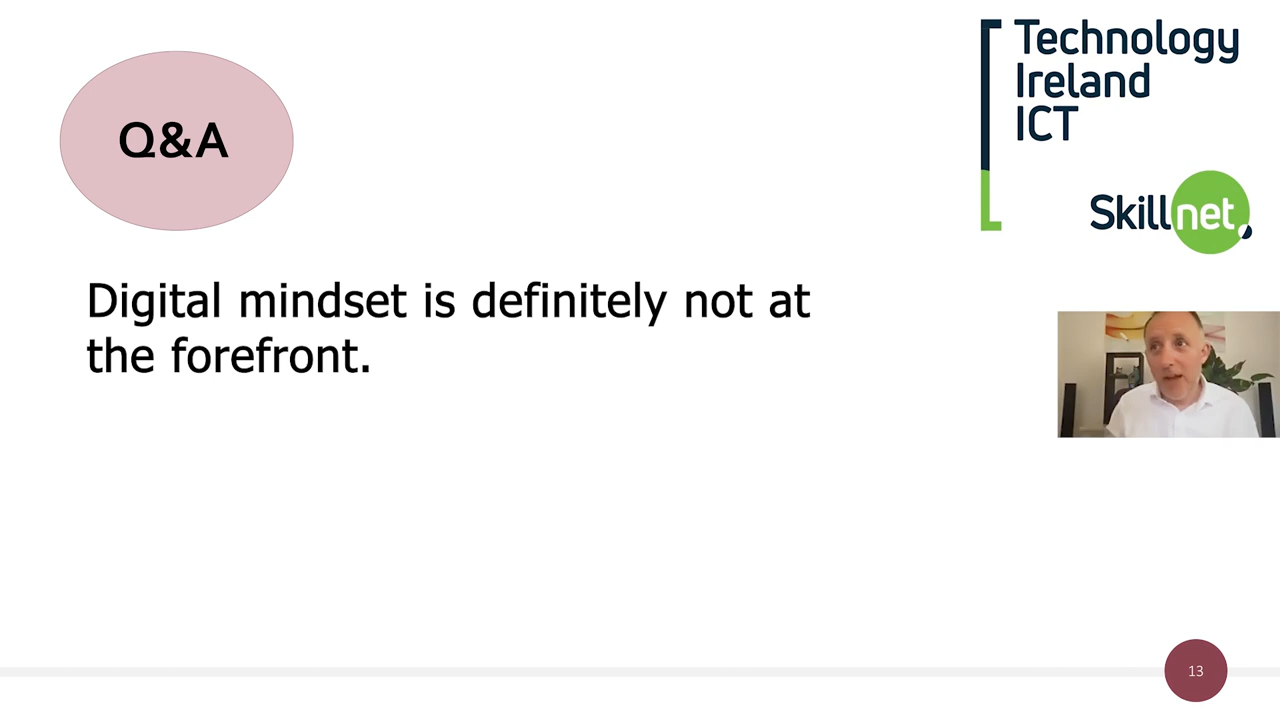 Q&A
Technology
Ireland
ICT
Skillnet
Digital mindset is definitely not at
the forefront.
13